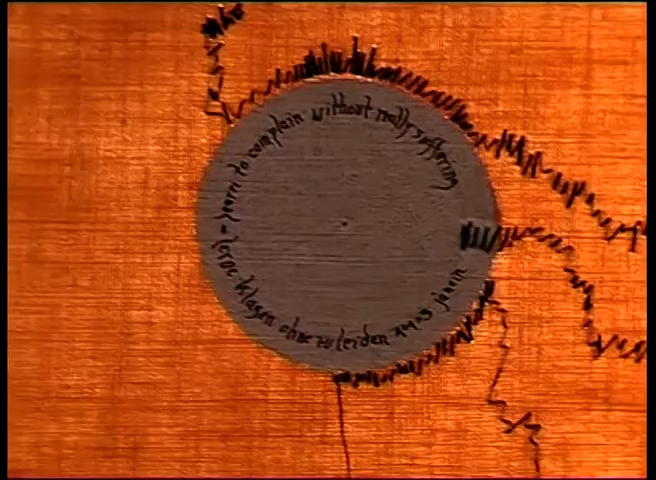 learn to complain without really suffering
lerne klagen ohne zu leiden